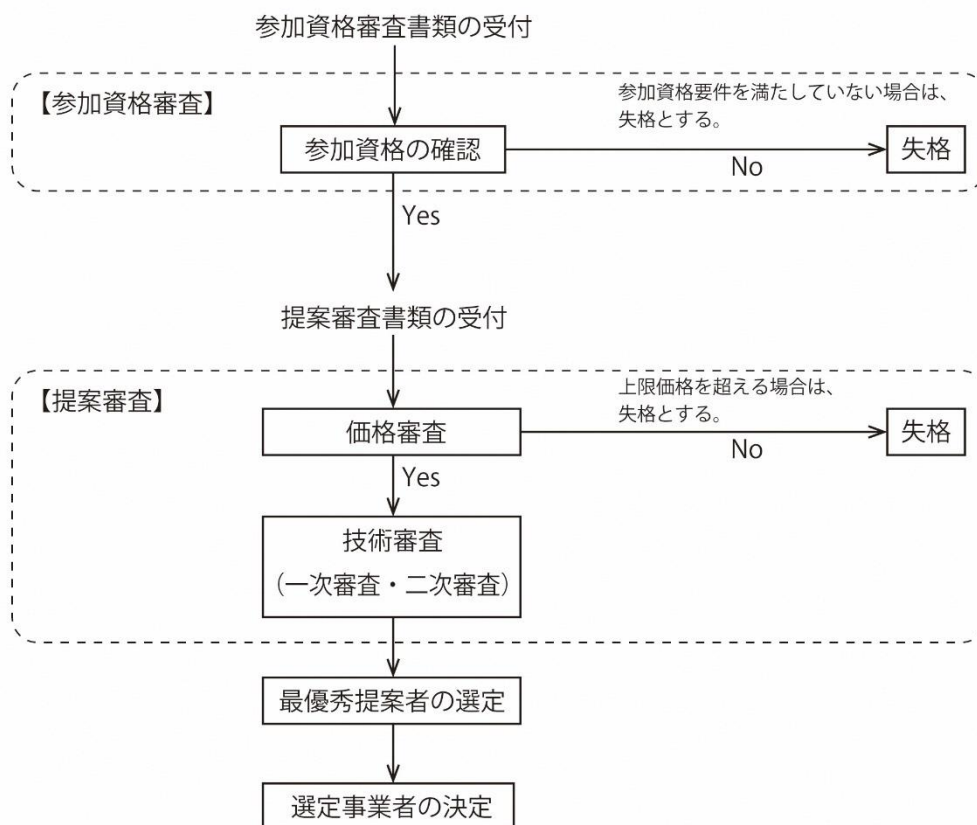 参加資格審査書類の受付
【参加資格審査】
参加資格要件を満たしていない場合は、
失格とする。
参加資格の確認
No
失格
Yes
提案審査書類の受付
【提案審査】
上限価格を超える場合は、
失格とする。
価格審査
No
失格
Yes
技術審査
（一次審査・二次審査）
最優秀提案者の選定
選定事業者の決定